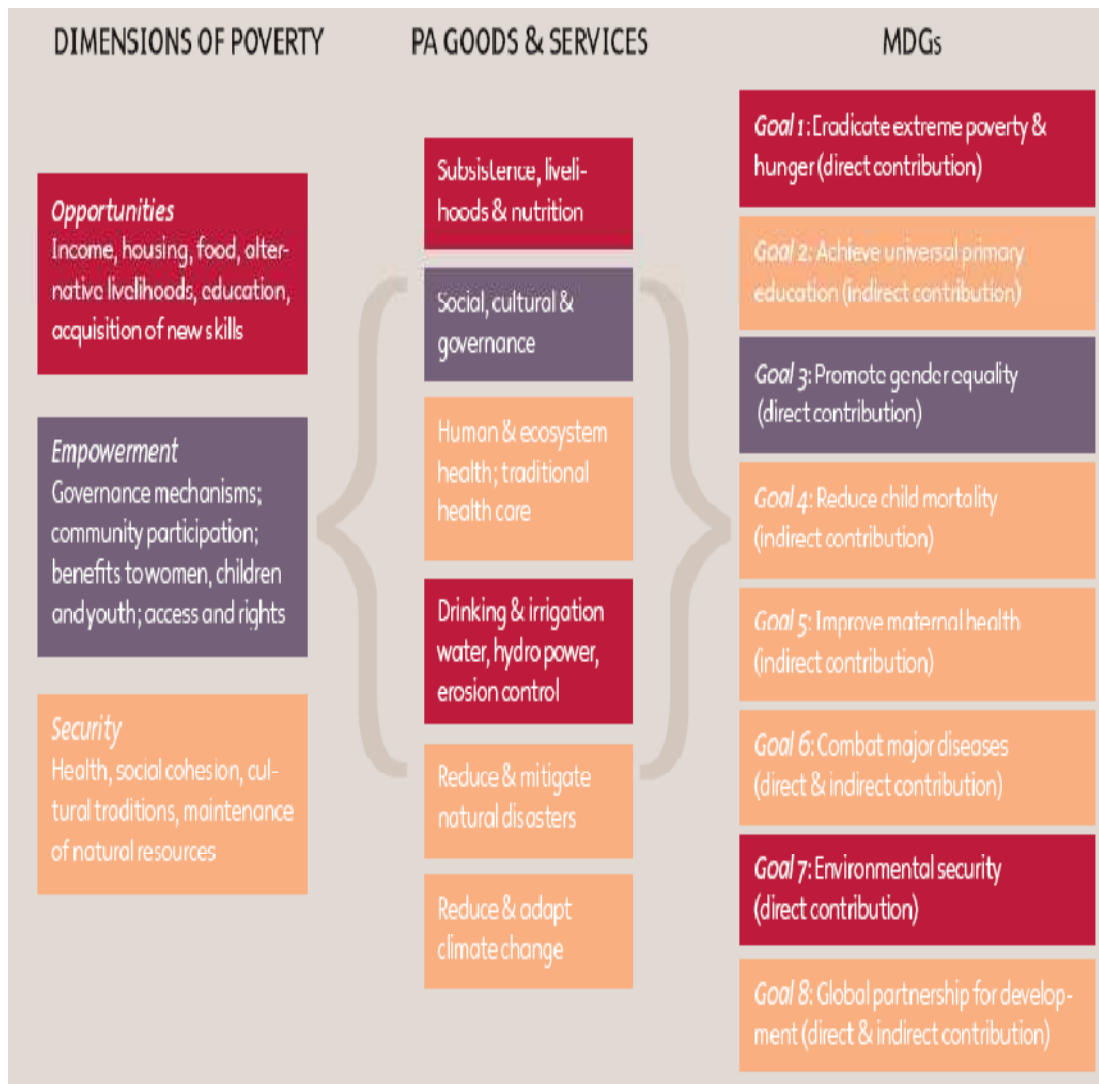 DIMENSIONS OF POVERTY
Opportunities
Income, housing, food, alter-
native livelihoods, education,
acquisition of new skills
Empowerment
Governance mechanisms;
community participation;
benefits to women, children
and youth; access and rights
Security
Health, social cohesion, cul-
tural traditions, maintenance
of natural resources
PA GOODS & SERVICES
Subsistence, liveli-
hoods & nutrition
Social, cultural &
governance
Human & ecosystem
health; traditional
health care
Drinking & irrigation
water, hydro power,
erosion control
Reduce & mitigate
natural disasters
Reduce & adapt
climate change
MDGs
Goal 1: Eradicate extreme poverty &
hunger (direct contribution)
Goal 2: Achieve universal primary
education (indirect contribution)
Goal 3: Promote gender equality
(direct contribution)
Goal 4: Reduce child mortality
(indirect contribution)
Goal 5: Improve maternal health
(indirect contribution)
Goal 6: Combat major diseases
(direct & indirect contribution)
Goal 7: Environmental security
(direct contribution)
Goal 8: Global partnership for develop-
ment (direct & indirect contribution)